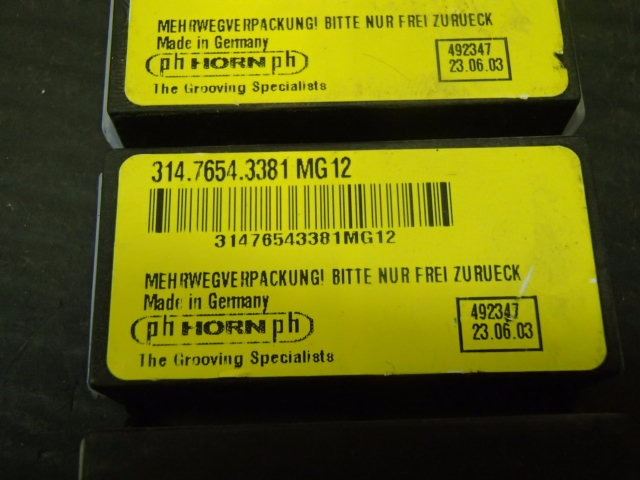 MEHRWEGVERPACKUNG! BITTE NUR FREI ZURUECK
Made in Germany
ph HORN ph
The Grooving Specialists
492347
23.06.03
314.7654.3381 MG12
31476543381MG12
MEHRWEGVERPACKUNG! BITTE NUR FREI ZURUECK
Made in Germany
ph HORN ph
The Grooving Specialists
492347
23.06.03